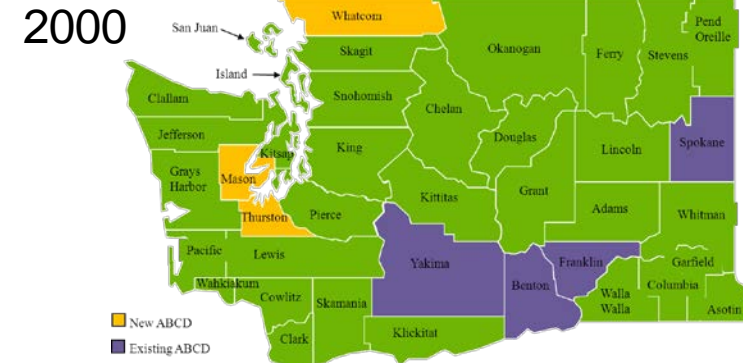 2000
Whatcom
San Juan
Skagit
Okanogan
Ferry
Stevens
Pend
Oreille
Island
Snohomish
Clallam
Chelan
Jefferson
Kitsap
King
Douglas
Lincoln
Spokane
Grays
Harbor
Mason
Kittitas
Grant
Adams
Whitman
Thurston
Pierce
Pacific
Lewis
Yakima
Franklin
Garfield
Wahkiakum
Cowlitz
Skamania
Benton
Columbia
Walla
Walla
Asotin
New ABCD
Clark
Klickitat
Existing ABCD